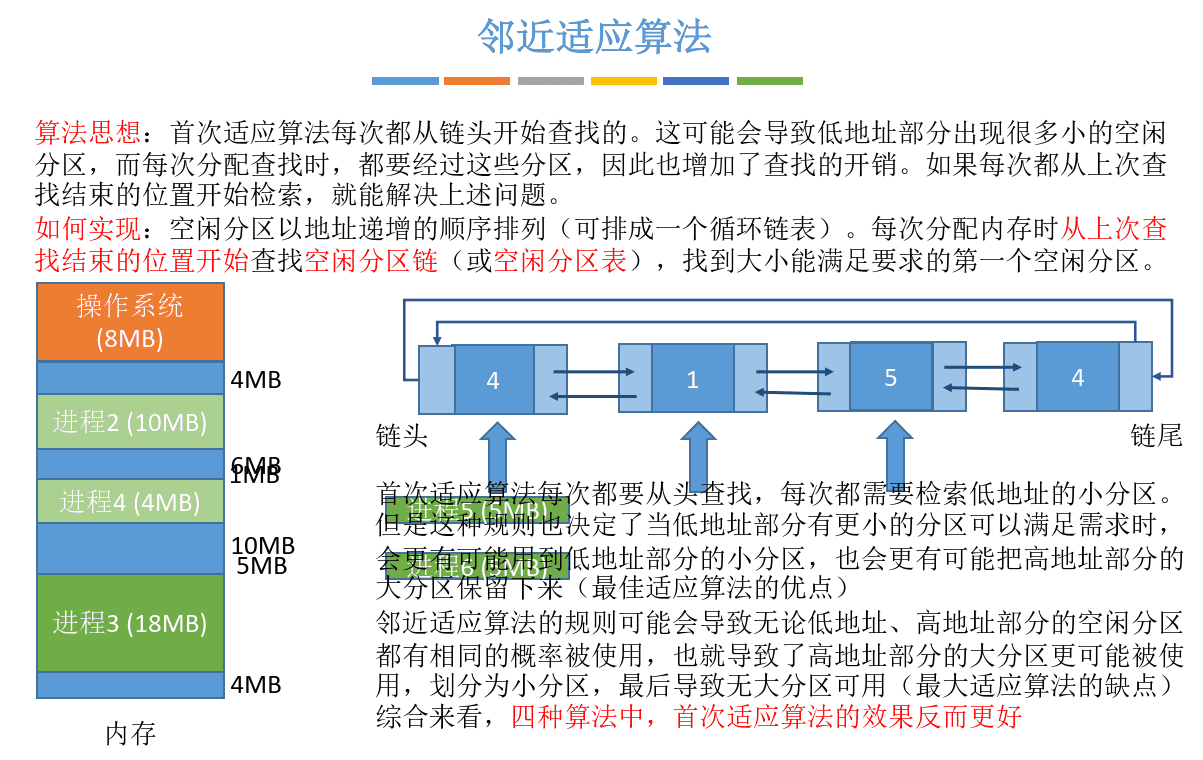 邻近适应算法
算法思想：首次适应算法每次都从链头开始查找的。这可能会导致低地址部分出现很多小的空闲
分区，而每次分配查找时，都要经过这些分区，因此也增加了查找的开销。如果每次都从上次查
找结束的位置开始检索，就能解决上述问题。
如何实现：空闲分区以地址递增的顺序排列（可排成一个循环链表）。每次分配内存时从上次查
找结束的位置开始查找空闲分区链（或空闲分区表），找到大小能满足要求的第一个空闲分区。
操作系统
(8MB)
4MB
进程2 (10MB)
6MB
1MB
进程4 (4MB)
10MB
5MB
进程3 (18MB)
4MB
内存
4
1
5
4
链头
链尾
进程5 (5MB)
进程6 (5MB)
首次适应算法每次都要从头查找，每次都需要检索低地址的小分区。
但是这种规则也决定了当低地址部分有更小的分区可以满足需求时，
会更有可能用到低地址部分的小分区，也会更有可能把高地址部分的
大分区保留下来（最佳适应算法的优点）
邻近适应算法的规则可能会导致无论低地址、高地址部分的空闲分区
都有相同的概率被使用，也就导致了高地址部分的大分区更可能被使
用，划分为小分区，最后导致无大分区可用（最大适应算法的缺点）
综合来看，四种算法中，首次适应算法的效果反而更好